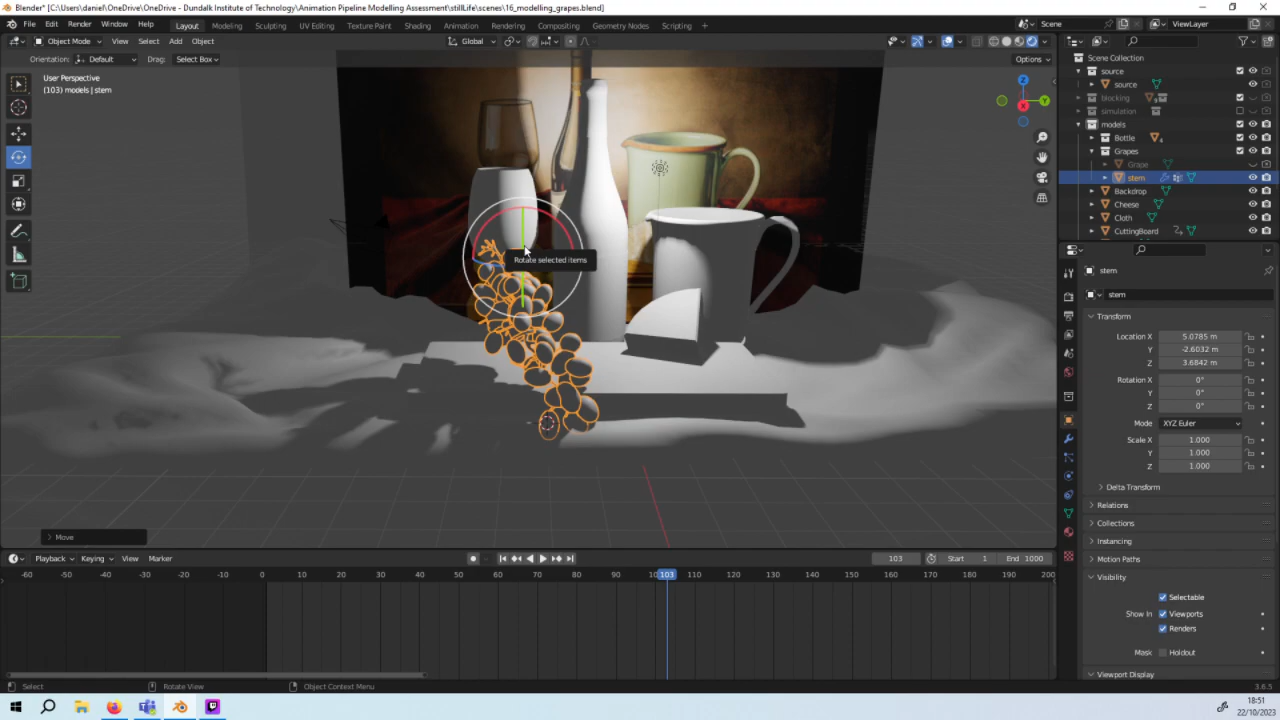 Blender* [C:\Users\daniel\OneDrive\OneDrive - Dundalk Institute of Technology\Animation Pipeline Modelling Assessment\stillLife\scenes\16_modelling_grapes.blend]
File Edit Render Window Help Layout Modeling Sculpting UV Editing Texture Paint Shading Animation Rendering Compositing Geometry Nodes Scripting + Scene ViewLayer
Object Mode View Select Add Object Global
Orientation: Default Drag: Select Box Options
User Perspective
(103) models | stem
Z
Y
X
Rotate selected items
Scene Collection
source
source
blocking
simulation
models
Bottle
Grapes
Grape
stem
Backdrop
Cheese
Cloth
CuttingBoard
stem
stem
Transform
Location X 5.0785 m
Y -2.6032 m
Z 3.6842 m
Rotation X 0°
Y 0°
Z 0°
Mode XYZ Euler
Scale X 1.000
Y 1.000
Z 1.000
Delta Transform
Relations
Collections
Instancing
Motion Paths
Visibility
Selectable
Show In Viewports
Renders
Mask Holdout
Viewport Display
Move
Playback Keying View Marker 103 Start 1 End 1000
-60 -50 -40 -30 -20 -10 0 10 20 30 40 50 60 70 80 90 103 110 120 130 140 150 160 170 180 190 200
Select Rotate View Object Context Menu 3.6.5
18:51
22/10/2023